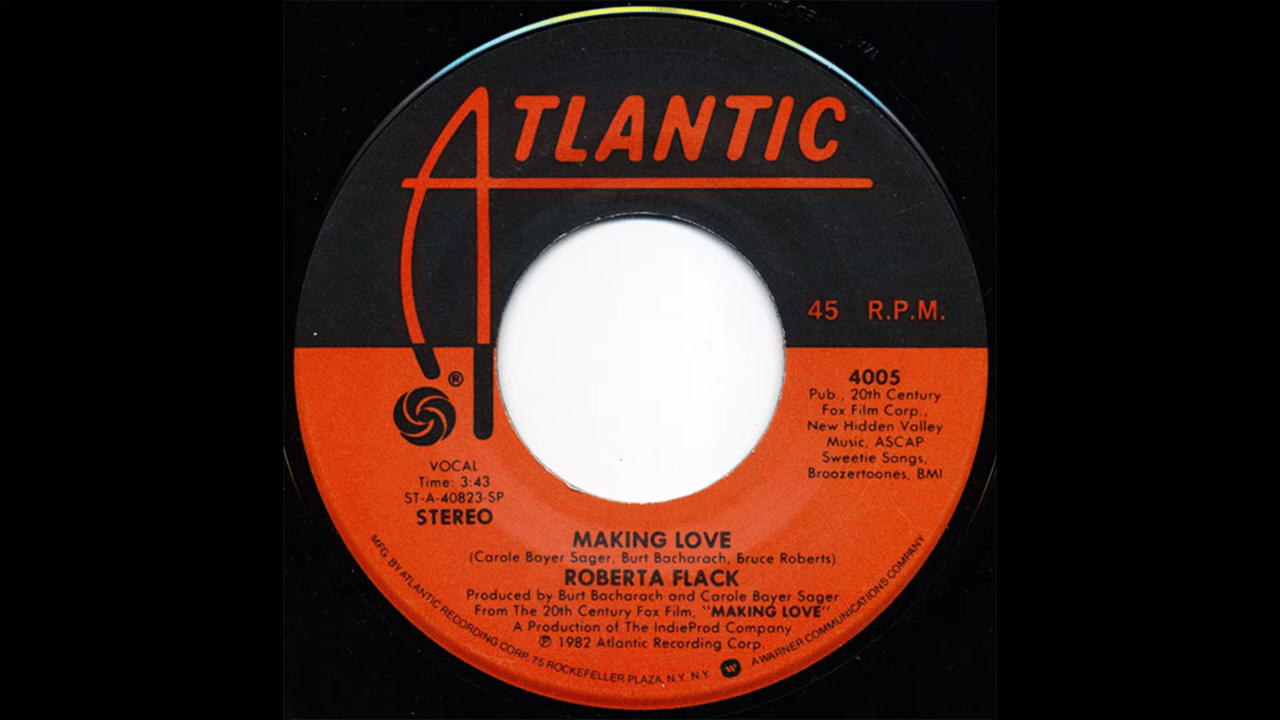 ATLANTIC
45 R.P.M.
®
4005
Pub., 20th Century
Fox Film Corp.,
New Hidden Valley
Music, ASCAP
Sweetie Songs,
Broozertoones, BMI
VOCAL
Time: 3:43
ST-A-40823-SP
STEREO
MAKING LOVE
(Carole Bayer Sager, Burt Bacharach, Bruce Roberts)
ROBERTA FLACK
Produced by Burt Bacharach and Carole Bayer Sager
From The 20th Century Fox Film, "MAKING LOVE"
A Production of The IndieProd Company
℗ 1982 Atlantic Recording Corp.
MFG. BY ATLANTIC RECORDING CORP. 75 ROCKEFELLER PLAZA, N.Y. N.Y. W A WARNER COMMUNICATIONS COMPANY